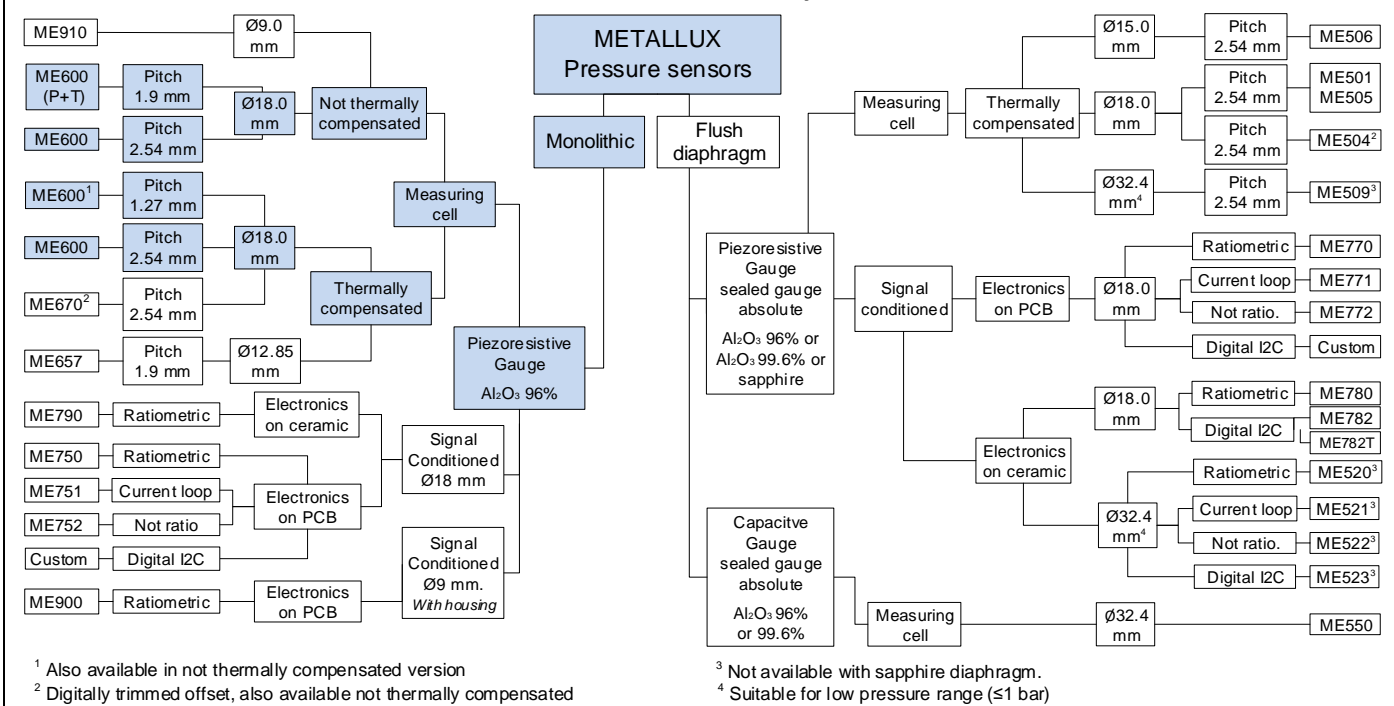 METALLUX
Pressure sensors
Monolithic
Flush
diaphragm
ME910
Ø9.0
mm
ME600
(P+T)
Pitch
1.9 mm
Ø18.0
mm
Not thermally
compensated
ME600
Pitch
2.54 mm
ME600¹
Pitch
1.27 mm
Measuring
cell
ME600
Pitch
2.54 mm
Ø18.0
mm
ME670²
Pitch
2.54 mm
Thermally
compensated
ME657
Pitch
1.9 mm
Ø12.85
mm
Piezoresistive
Gauge
Al₂O₃ 96%
ME790
Ratiometric
Electronics
on ceramic
ME750
Ratiometric
Signal
Conditioned
Ø18 mm
ME751
Current loop
Electronics
on PCB
ME752
Not ratio
Custom
Digital I2C
Signal
Conditioned
Ø9 mm.
With housing
ME900
Ratiometric
Electronics
on PCB
Measuring
cell
Thermally
compensated
Ø15.0
mm
Pitch
2.54 mm
ME506
Ø18.0
mm
Pitch
2.54 mm
ME501
ME505
Pitch
2.54 mm
ME504²
Ø32.4
mm⁴
Pitch
2.54 mm
ME509³
Piezoresistive
Gauge
sealed gauge
absolute
Al₂O₃ 96% or
Al₂O₃ 99.6% or
sapphire
Signal
conditioned
Electronics
on PCB
Ø18.0
mm
Ratiometric
ME770
Current loop
ME771
Not ratio.
ME772
Digital I2C
Custom
Electronics
on ceramic
Ø18.0
mm
Ratiometric
ME780
Digital I2C
ME782
ME782T
Ø32.4
mm⁴
Ratiometric
ME520³
Current loop
ME521³
Not ratio.
ME522³
Digital I2C
ME523³
Capacitve
Gauge
sealed gauge
absolute
Al₂O₃ 96%
or 99.6%
Measuring
cell
Ø32.4
mm
ME550
¹ Also available in not thermally compensated version
² Digitally trimmed offset, also available not thermally compensated
³ Not available with sapphire diaphragm.
⁴ Suitable for low pressure range (≤1 bar)